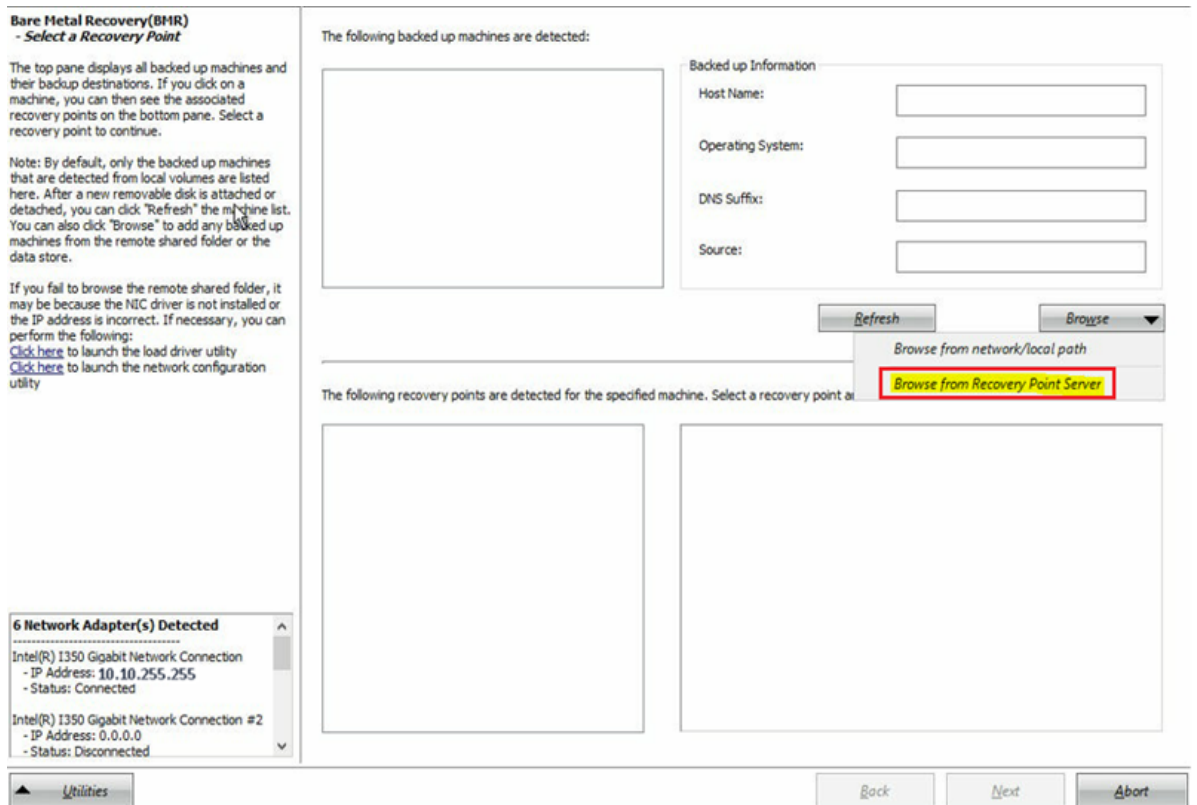 Bare Metal Recovery(BMR)
- Select a Recovery Point
The top pane displays all backed up machines and
their backup destinations. If you click on a
machine, you can then see the associated
recovery points on the bottom pane. Select a
recovery point to continue.
Note: By default, only the backed up machines
that are detected from local volumes are listed
here. After a new removable disk is attached or
detached, you can click "Refresh" the machine list.
You can also click "Browse" to add any backed up
machines from the remote shared folder or the
data store.
If you fail to browse the remote shared folder, it
may be because the NIC driver is not installed or
the IP address is incorrect. If necessary, you can
perform the following:
Click here to launch the load driver utility
Click here to launch the network configuration
utility
6 Network Adapter(s) Detected
------------------------------------
Intel(R) I350 Gigabit Network Connection
- IP Address: 10.10.255.255
- Status: Connected
Intel(R) I350 Gigabit Network Connection #2
- IP Address: 0.0.0.0
- Status: Disconnected
The following backed up machines are detected:
Backed up Information
Host Name:
Operating System:
DNS Suffix:
Source:
Refresh
Browse
Browse from network/local path
Browse from Recovery Point Server
The following recovery points are detected for the specified machine. Select a recovery point
Utilities
Back
Next
Abort